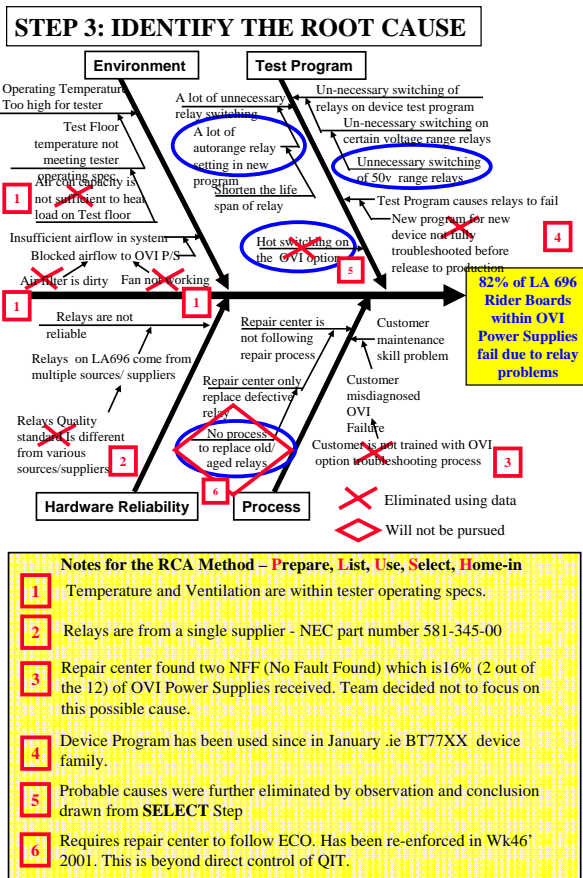 STEP 3: IDENTIFY THE ROOT CAUSE
Environment
Test Program
Operating Temperature
Too high for tester
Test Floor
temperature not
meeting tester
operating spec
1
Air con capacity is
not sufficient to heat
load on Test floor
Insufficient airflow in system
Blocked airflow to OVI P/S
Air filter is dirty
Fan not working
1
1
A lot of unnecessary
relay switching
A lot of
autorange relay
setting in new
program
Shorten the life
span of relay
Hot switching on
the OVI option
5
Un-necessary switching of
relays on device test program
Un-necessary switching on
certain voltage range relays
Unnecessary switching
of 50v range relays
Test Program causes relays to fail
New program for new
device not fully
troubleshooted before
release to production
4
82% of LA 696
Rider Boards
within OVI
Power Supplies
fail due to relay
problems
Relays are not
reliable
Relays on LA696 come from
multiple sources/ suppliers
Relays Quality
standard Is different
from various
sources/suppliers
2
Repair center is
not following
repair process
Repair center only
replace defective
relay
No process
to replace old/
aged relays
6
Customer
maintenance
skill problem
Customer
misdiagnosed
OVI
Failure
Customer is not trained with OVI
option troubleshooting process
3
Hardware Reliability
Process
Eliminated using data
Will not be pursued
Notes for the RCA Method – Prepare, List, Use, Select, Home-in
1
Temperature and Ventilation are within tester operating specs.
2
Relays are from a single supplier - NEC part number 581-345-00
3
Repair center found two NFF (No Fault Found) which is16% (2 out of
the 12) of OVI Power Supplies received. Team decided not to focus on
this possible cause.
4
Device Program has been used since in January .ie BT77XX device
family.
5
Probable causes were further eliminated by observation and conclusion
drawn from SELECT Step
6
Requires repair center to follow ECO. Has been re-enforced in Wk46’
2001. This is beyond direct control of QIT.